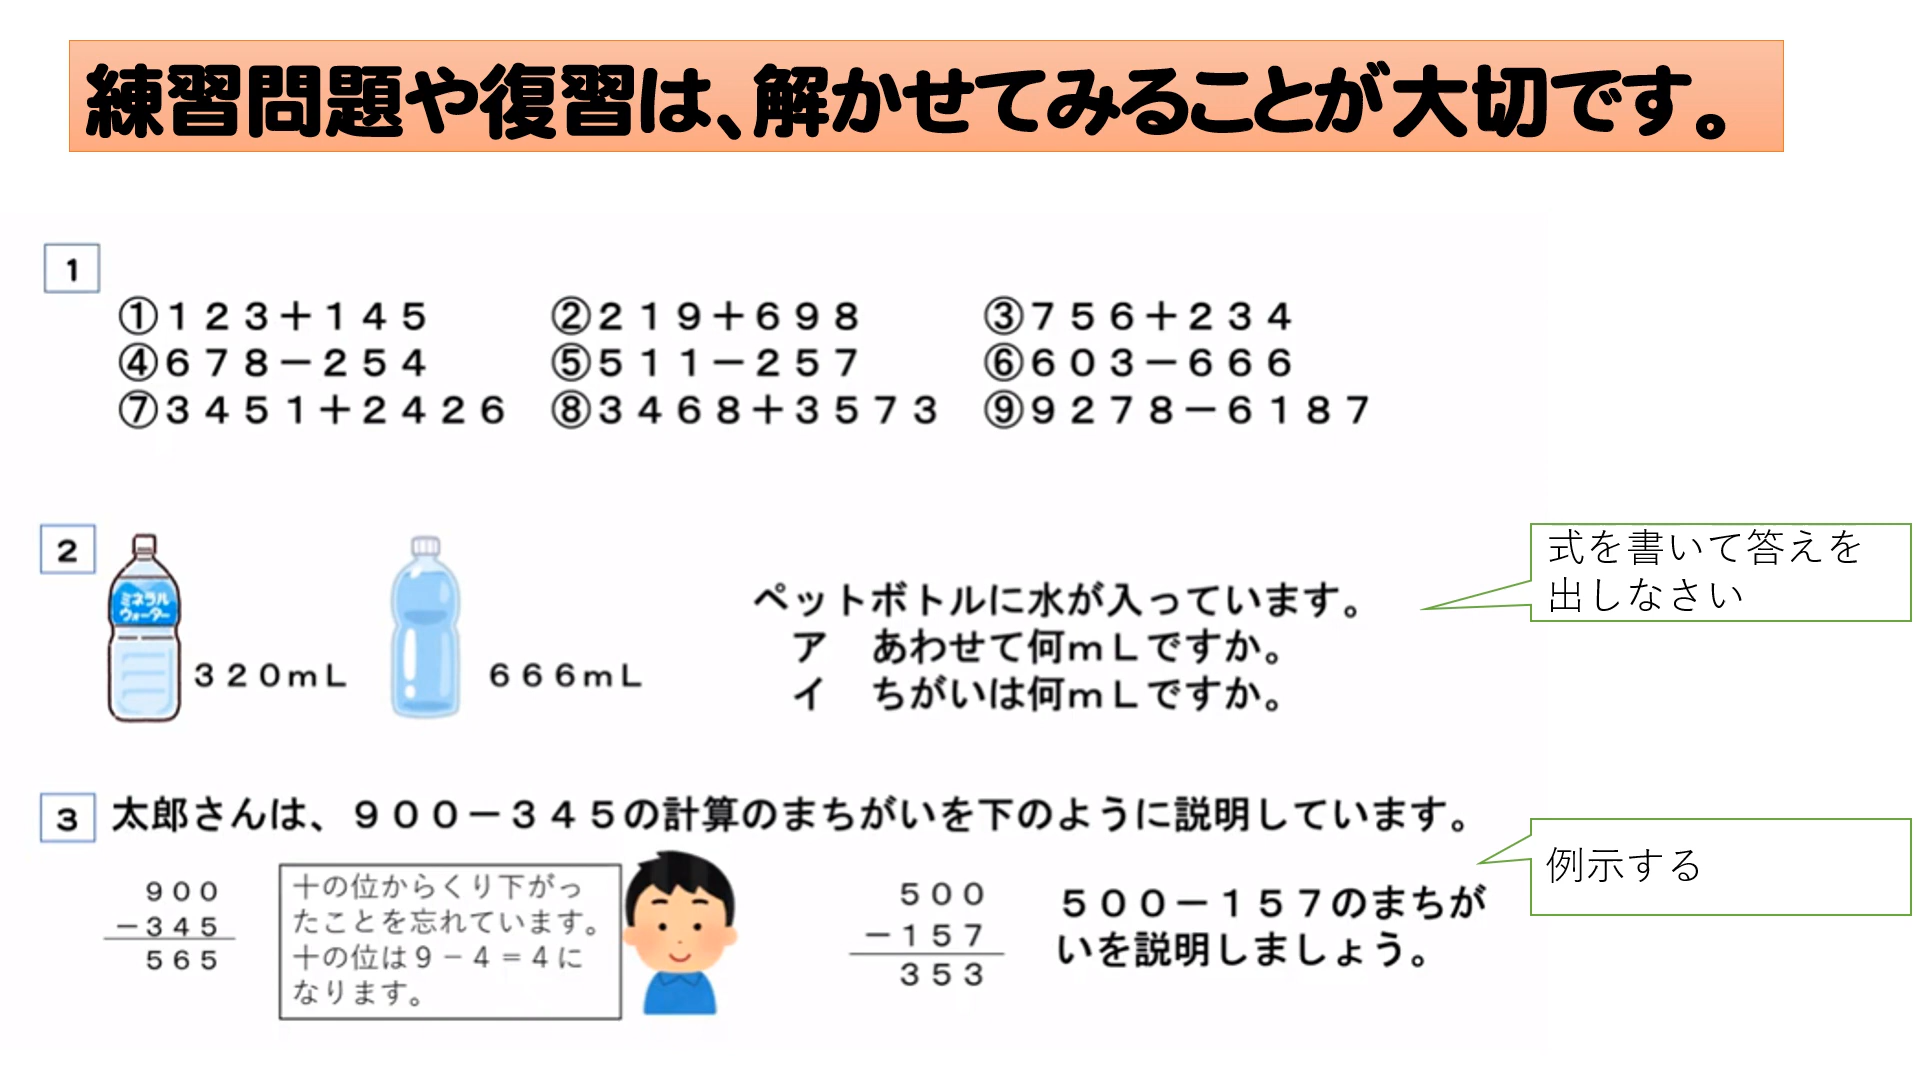 練習問題や復習は、解かせてみることが大切です。
1
①123+145 ②219+698 ③756+234
④678-254 ⑤511-257 ⑥603-666
⑦3451+2426 ⑧3468+3573 ⑨9278-6187
2
ミネラル
ウォーター
320mL
666mL
ペットボトルに水が入っています。
ア あわせて何mLですか。
イ ちがいは何mLですか。
式を書いて答えを
出しなさい
3
太郎さんは、900-345の計算のまちがいを下のように説明しています。
900
-345
565
十の位からくり下がっ
たことを忘れています。
十の位は9-4=4に
なります。
500
-157
353
500-157のまちが
いを説明しましょう。
例示する